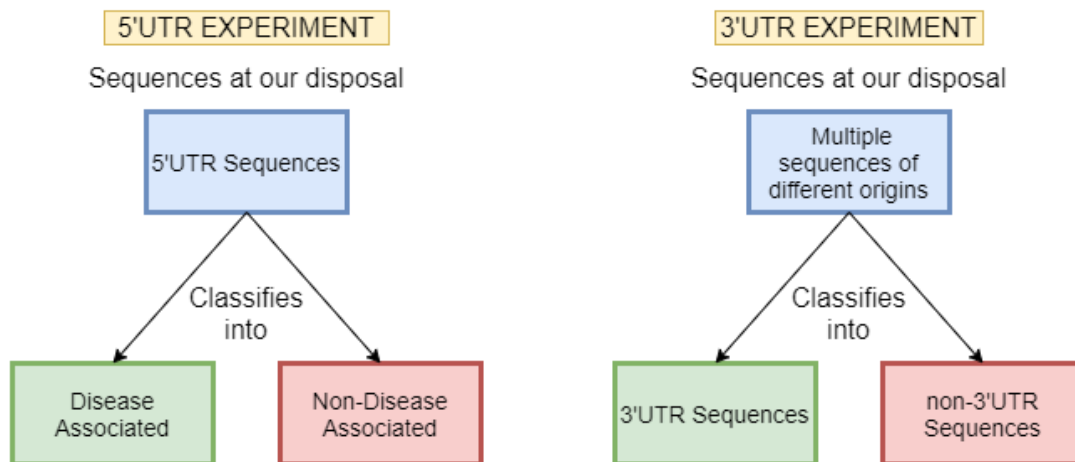 5'UTR EXPERIMENT
Sequences at our disposal
5'UTR Sequences
Classifies
into
Disease
Associated
Non-Disease
Associated
3'UTR EXPERIMENT
Sequences at our disposal
Multiple
sequences of
different origins
Classifies
into
3'UTR Sequences
non-3'UTR
Sequences